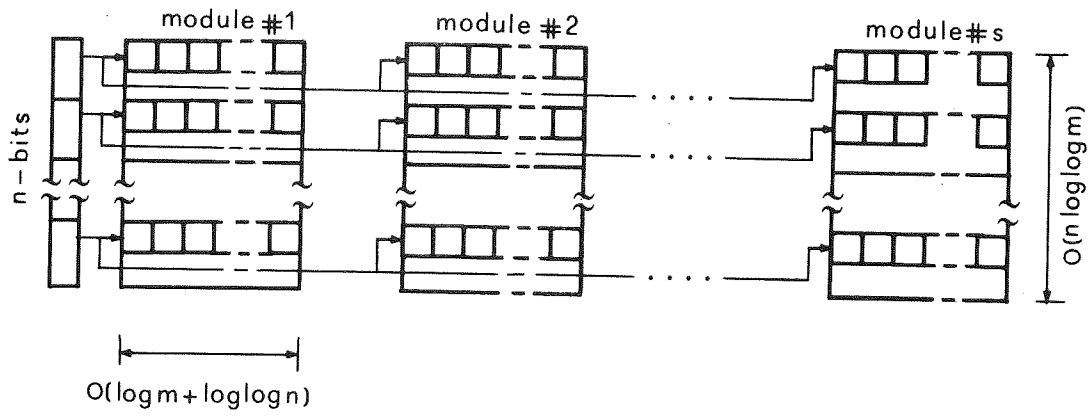 module #1
module #2
module #s
n-bits
. . . .
. . . .
. . . .
O(n loglogm)
O(logm+loglogn)